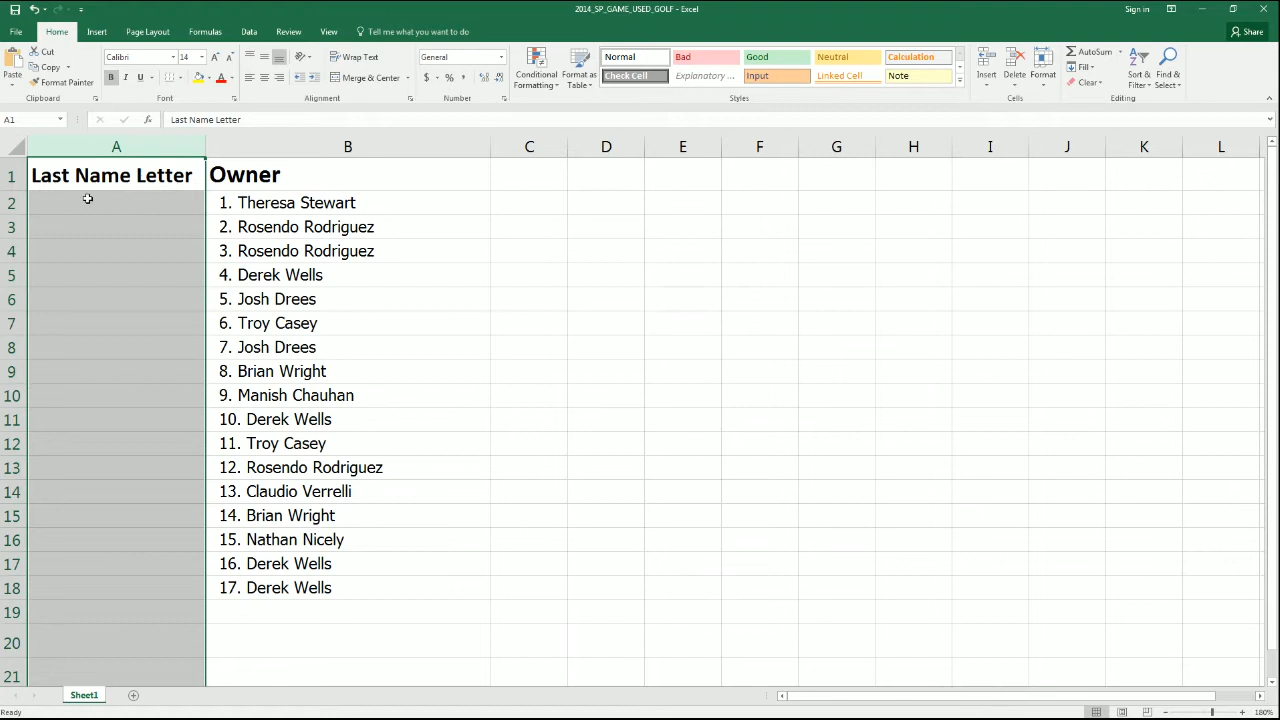 2014_SP_GAME_USED_GOLF - Excel
Sign in
File Home Insert Page Layout Formulas Data Review View Tell me what you want to do Share
Paste Cut Copy Format Painter
Calibri 14
B I U
Wrap Text
Merge & Center
General
$ % ,
Conditional Formatting
Format as Table
Normal Bad Good Neutral Calculation
Check Cell Explanatory ... Input Linked Cell Note
Insert Delete Format
AutoSum
Fill
Clear
Sort & Filter
Find & Select
Clipboard Font Alignment Number Styles Cells Editing
A1 fx Last Name Letter
A B C D E F G H I J K L
1 Last Name Letter Owner
2 1. Theresa Stewart
3 2. Rosendo Rodriguez
4 3. Rosendo Rodriguez
5 4. Derek Wells
6 5. Josh Drees
7 6. Troy Casey
8 7. Josh Drees
9 8. Brian Wright
10 9. Manish Chauhan
11 10. Derek Wells
12 11. Troy Casey
13 12. Rosendo Rodriguez
14 13. Claudio Verrelli
15 14. Brian Wright
16 15. Nathan Nicely
17 16. Derek Wells
18 17. Derek Wells
19
20
21
Sheet1
Ready
180%